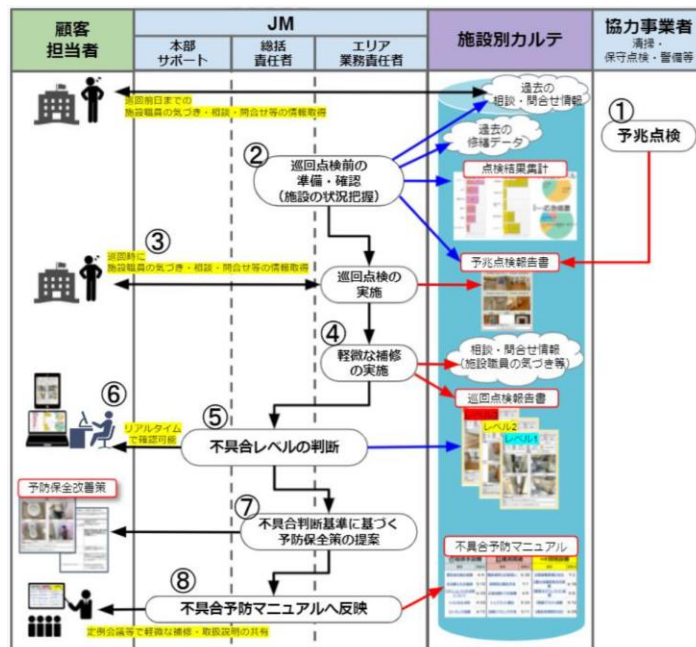 顧客
担当者
JM
本部
サポート
総括
責任者
エリア
業務責任者
施設別カルテ
協力事業者
清掃・
保守点検・警備等
巡回前日までの
施設職員の気づき・相談・問合せ等の情報取得
過去の
相談・問合せ情報
①
予兆点検
過去の
修繕データ
②
巡回点検前の
準備・確認
(施設の状況把握)
点検結果集計
③
巡回時に
施設職員の気づき・相談・問合せ等の情報取得
巡回点検の
実施
予兆点検報告書
④
軽微な補修
の実施
相談・問合せ情報
(施設職員の気づき等)
巡回点検報告書
レベル3
レベル2
レベル1
⑥
リアルタイム
で確認可能
⑤
不具合レベルの判断
予防保全改善策
⑦
不具合判断基準に基づく
予防保全策の提案
不具合予防マニュアル
⑧
不具合予防マニュアルへ反映
定例会議等で軽微な補修・取扱説明の共有